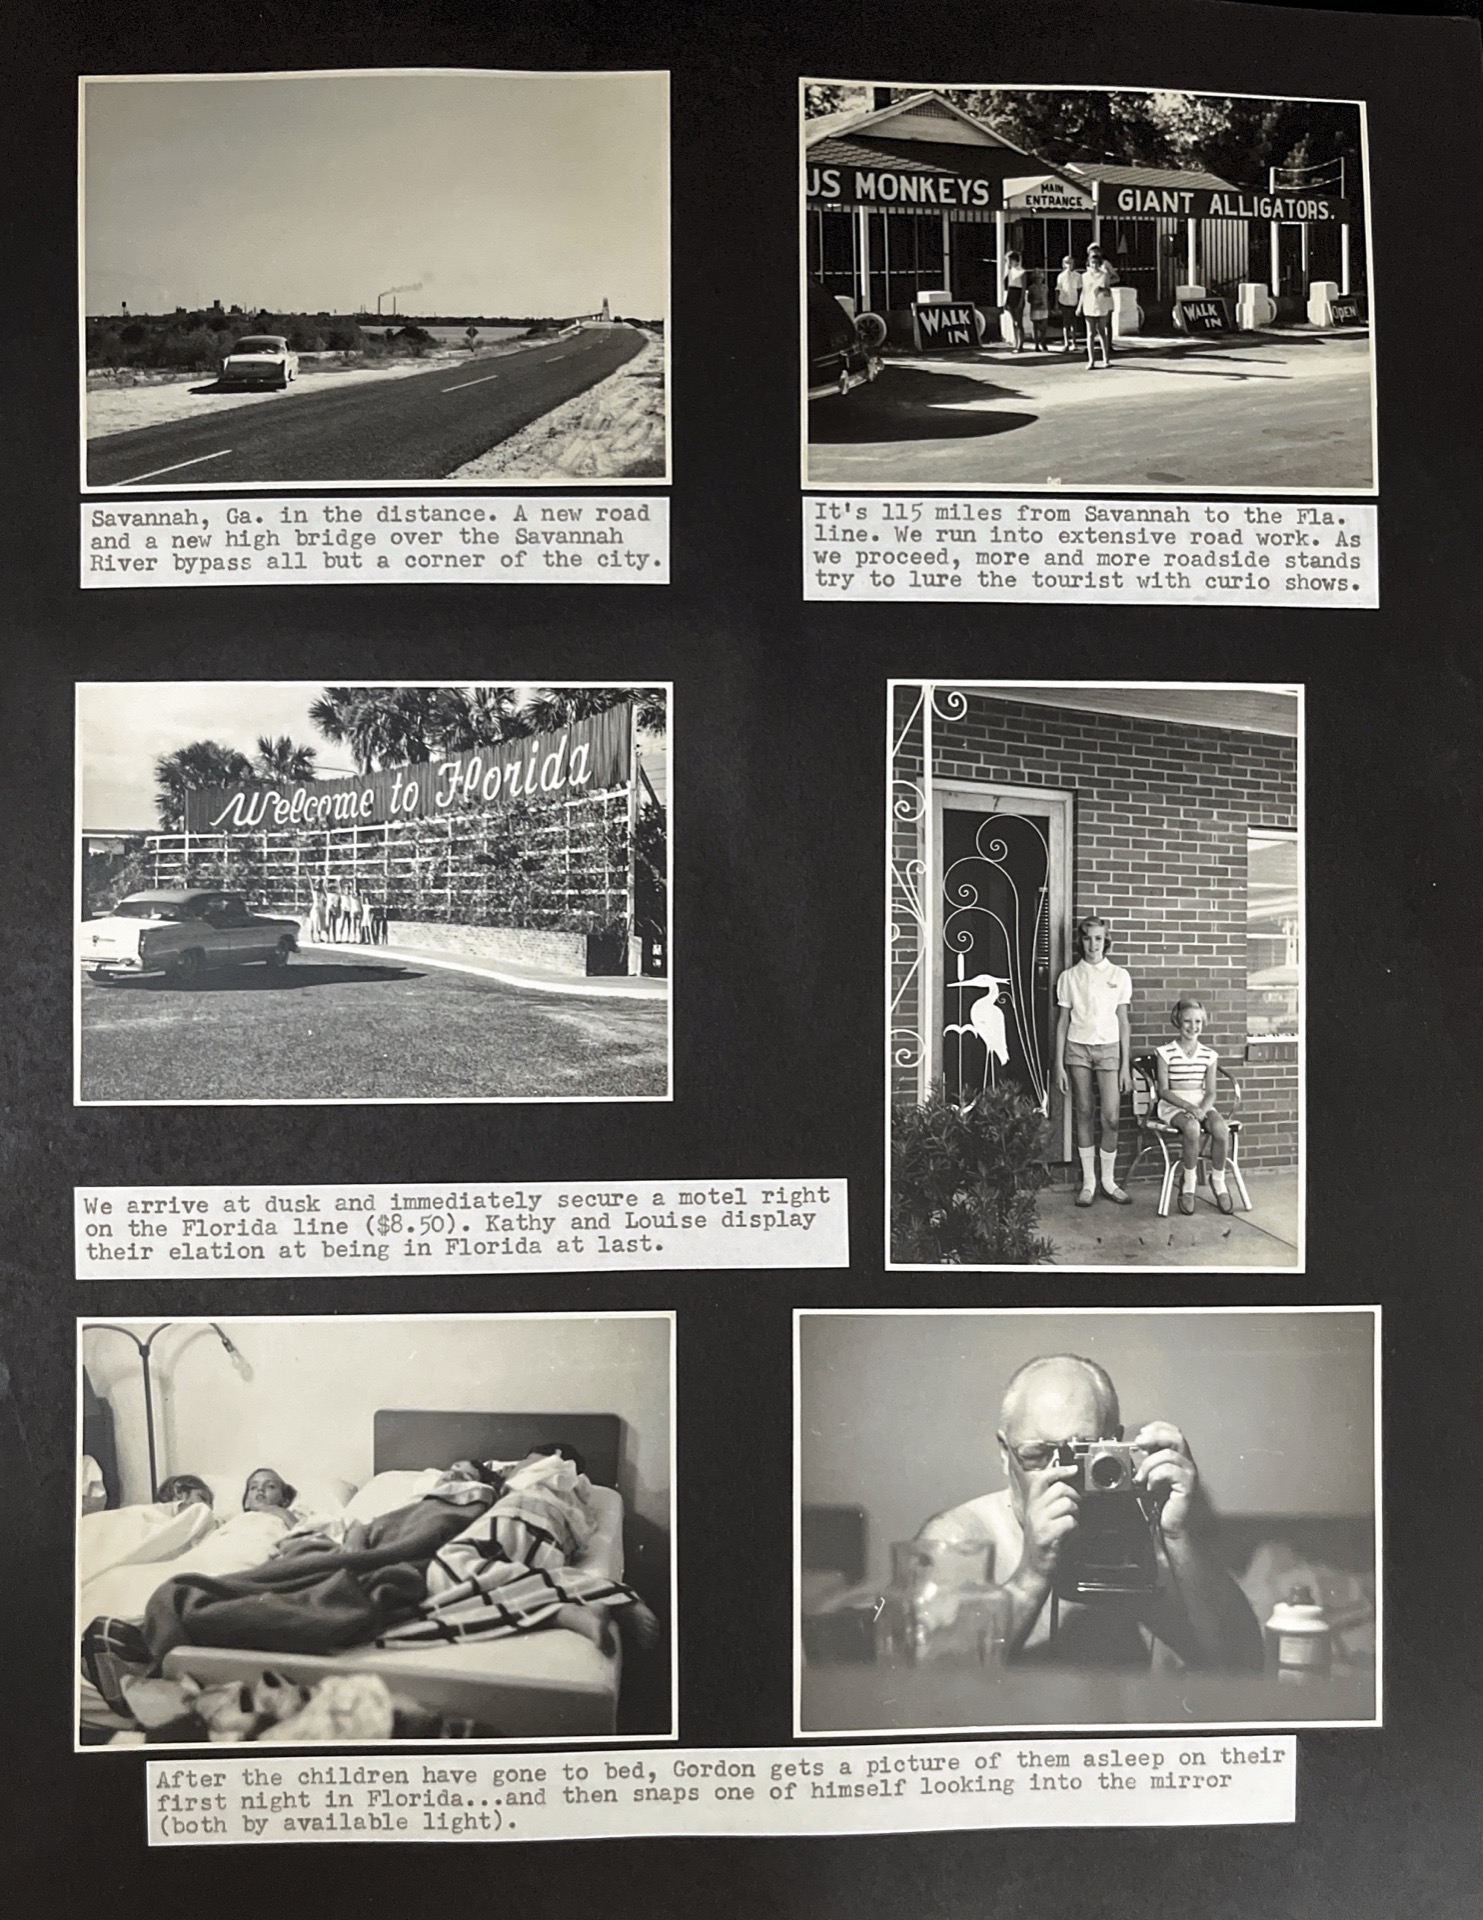 US MONKEYS
MAIN
ENTRANCE
GIANT ALLIGATORS.
WALK
IN
WALK
IN
OPEN
Savannah, Ga. in the distance. A new road
and a new high bridge over the Savannah
River bypass all but a corner of the city.
It's 115 miles from Savannah to the Fla.
line. We run into extensive road work. As
we proceed, more and more roadside stands
try to lure the tourist with curio shows.
Welcome to Florida
7
We arrive at dusk and immediately secure a motel right
on the Florida line ($8.50). Kathy and Louise display
their elation at being in Florida at last.
After the children have gone to bed, Gordon gets a picture of them asleep on their
first night in Florida...and then snaps one of himself looking into the mirror
(both by available light).